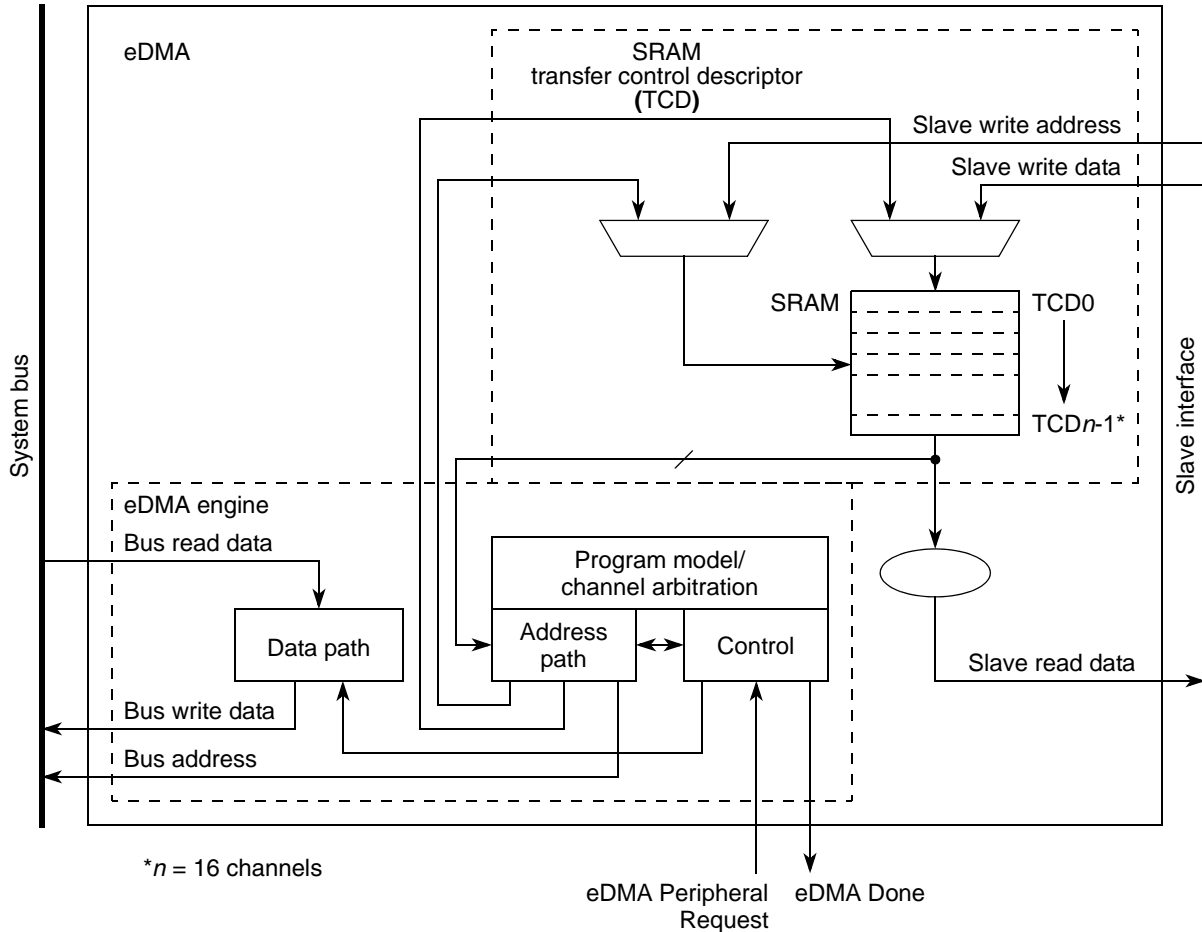 eDMA
SRAM
transfer control descriptor
(TCD)
Slave write address
Slave write data
SRAM
TCD0
TCDn-1*
System bus
Slave interface
eDMA engine
Bus read data
Program model/
channel arbitration
Data path
Address
path
Control
Slave read data
Bus write data
Bus address
*n = 16 channels
eDMA Peripheral
Request
eDMA Done